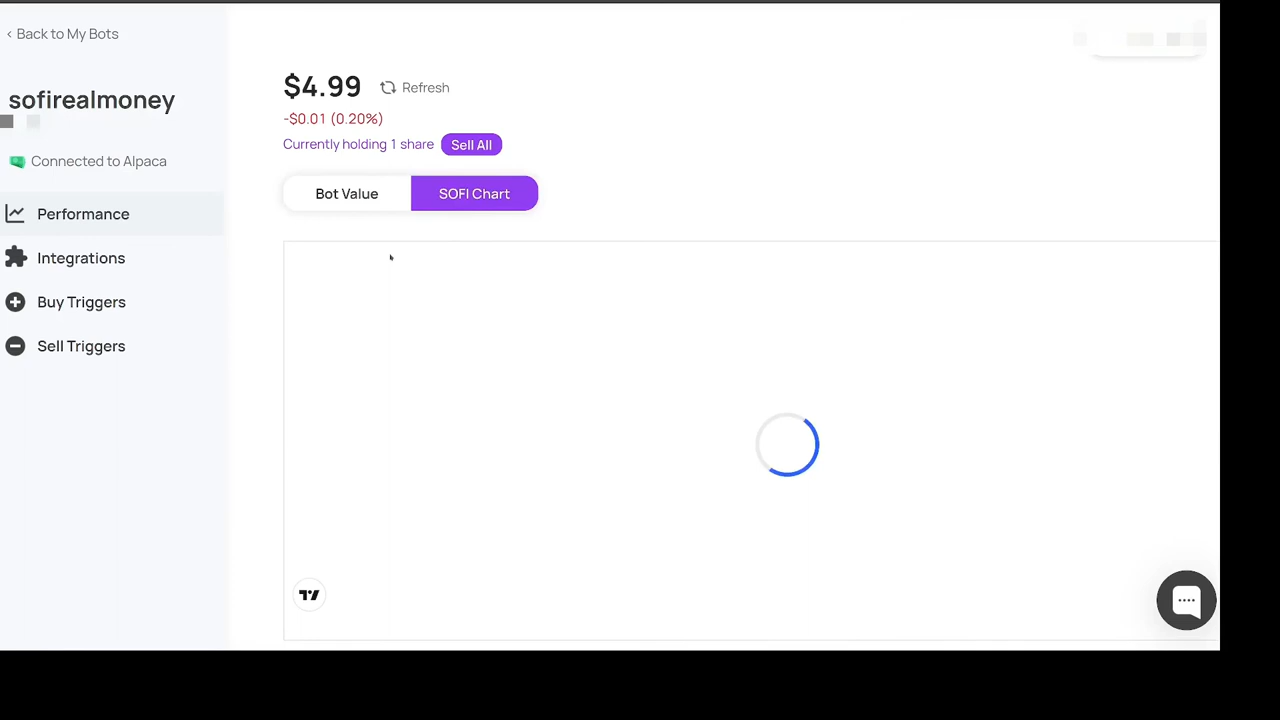 ‹ Back to My Bots
sofirealmoney
Connected to Alpaca
Performance
Integrations
Buy Triggers
Sell Triggers
$4.99 Refresh
-$0.01 (0.20%)
Currently holding 1 share Sell All
Bot Value SOFI Chart